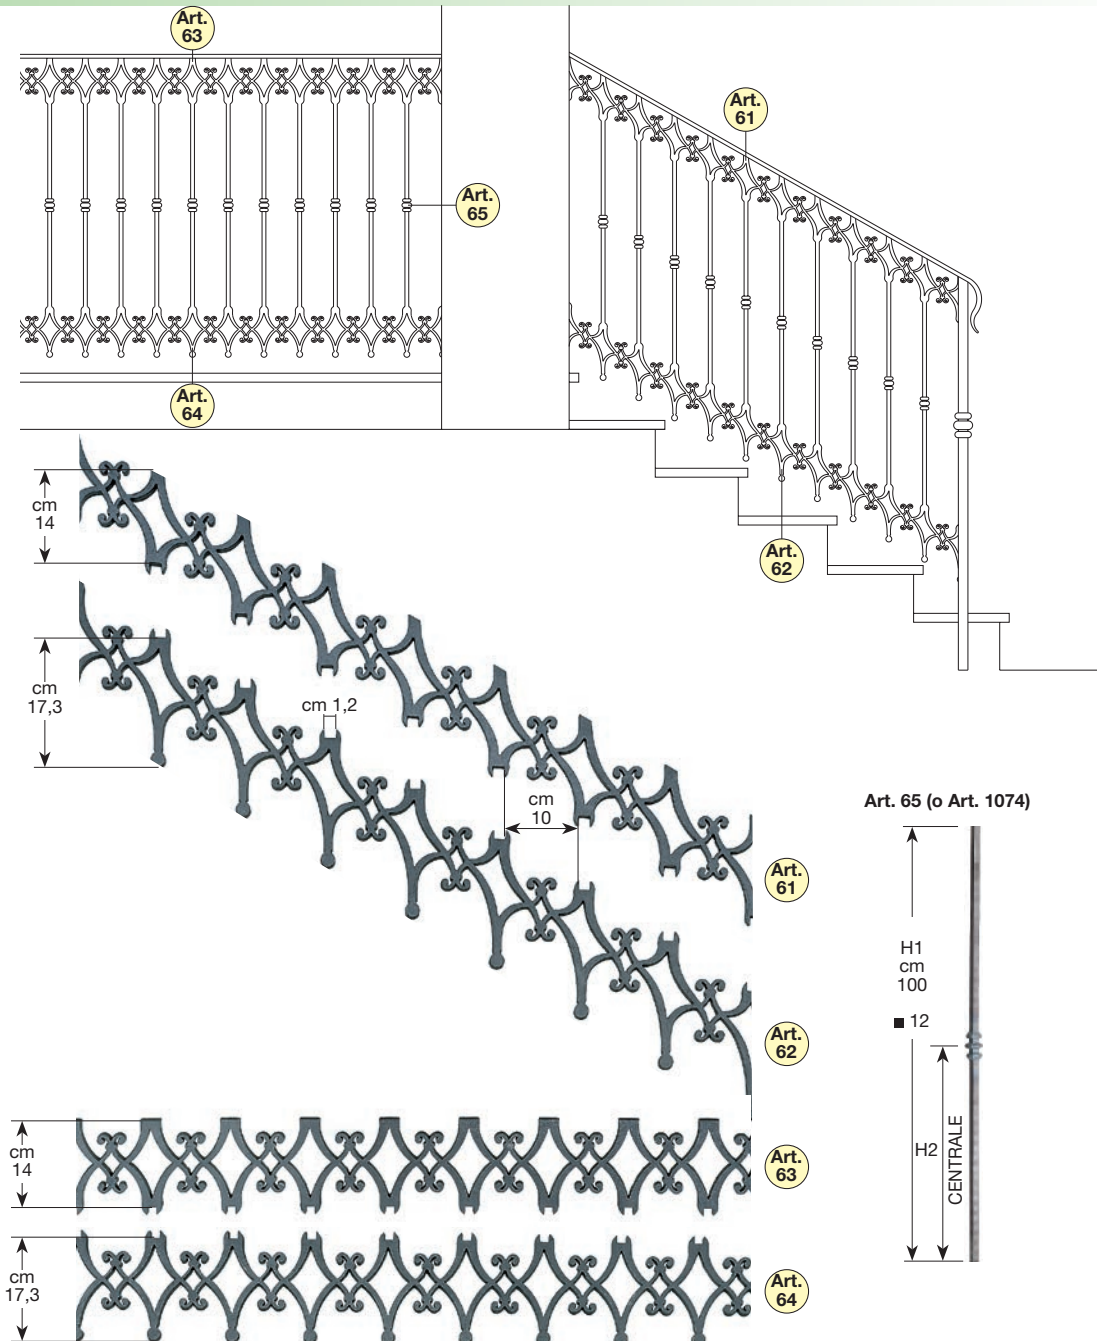 Art.
63
Art.
61
Art.
65
Art.
64
Art.
62
cm
14
cm
17,3
cm 1,2
cm
10
Art. 65 (o Art. 1074)
Art.
61
H1
cm
100
■ 12
Art.
62
H2
CENTRALE
cm
14
Art.
63
cm
17,3
Art.
64